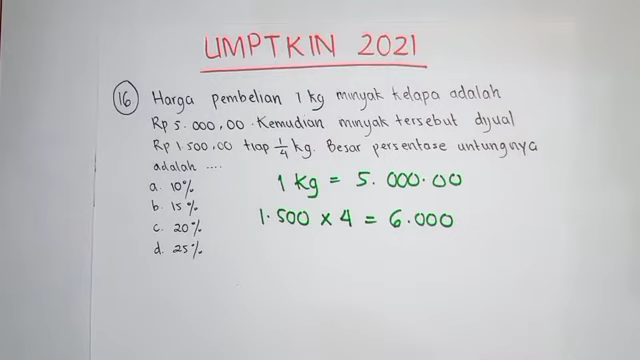 UMPTKIN 2021
16 Harga pembelian 1 kg minyak kelapa adalah
Rp 5.000,00. Kemudian minyak tersebut dijual
Rp 1.500,00 tiap 1/4 kg. Besar persentase untungnya
adalah ....
a. 10%
b. 15%
c. 20%
d. 25%
1 kg = 5.000.00
1.500 x 4 = 6.000